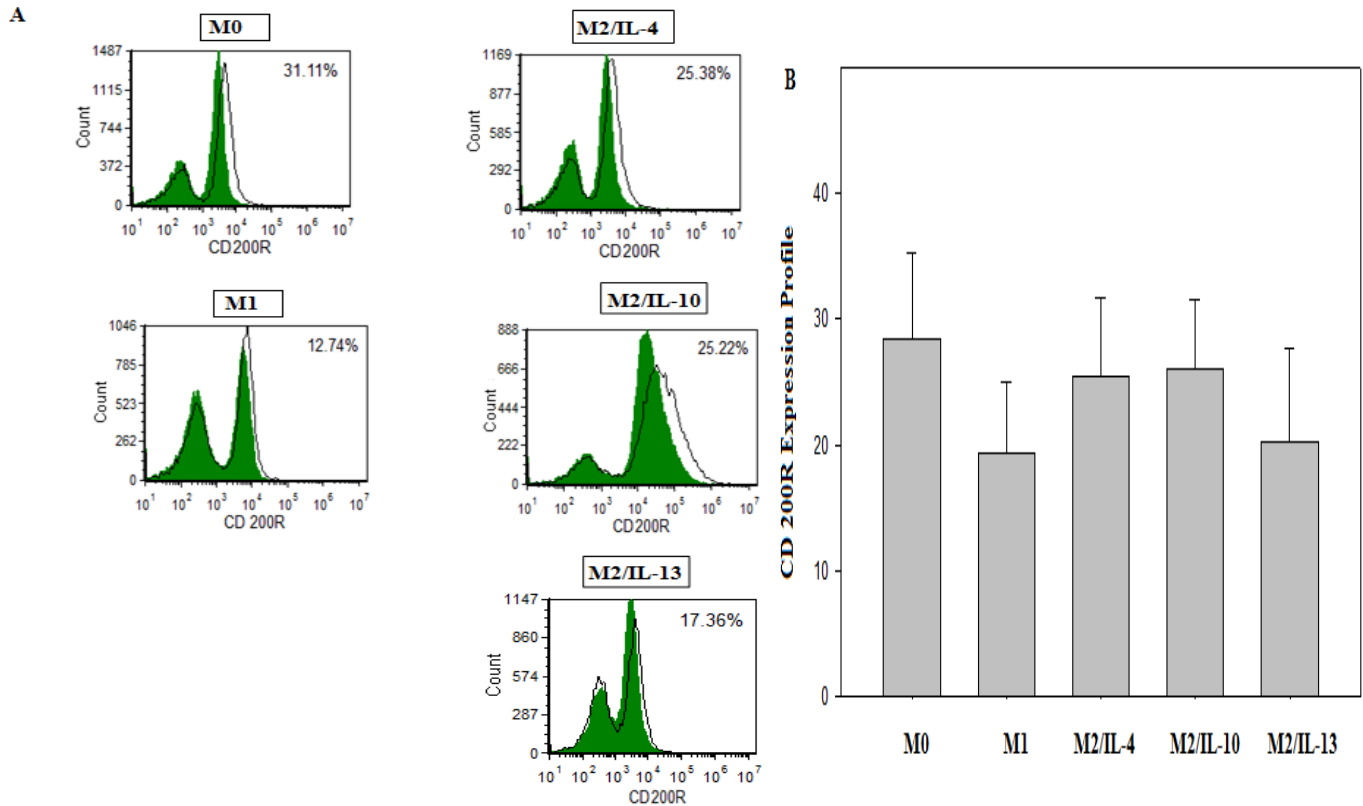 A
M0
1487
1115
744
372
0
Count
31.11%
10^1 10^2 10^3 10^4 10^5 10^6 10^7
CD200R
M2/IL-4
1169
877
585
292
0
Count
25.38%
10^1 10^2 10^3 10^4 10^5 10^6 10^7
CD200R
M1
1046
785
523
262
0
Count
12.74%
10^1 10^2 10^3 10^4 10^5 10^6 10^7
CD 200R
M2/IL-10
888
666
444
222
0
Count
25.22%
10^1 10^2 10^3 10^4 10^5 10^6 10^7
CD 200R
M2/IL-13
1147
860
574
287
0
Count
17.36%
10^1 10^2 10^3 10^4 10^5 10^6 10^7
CD200R
B
CD 200R Expression Profile
40
30
20
10
0
M0 M1 M2/IL-4 M2/IL-10 M2/IL-13